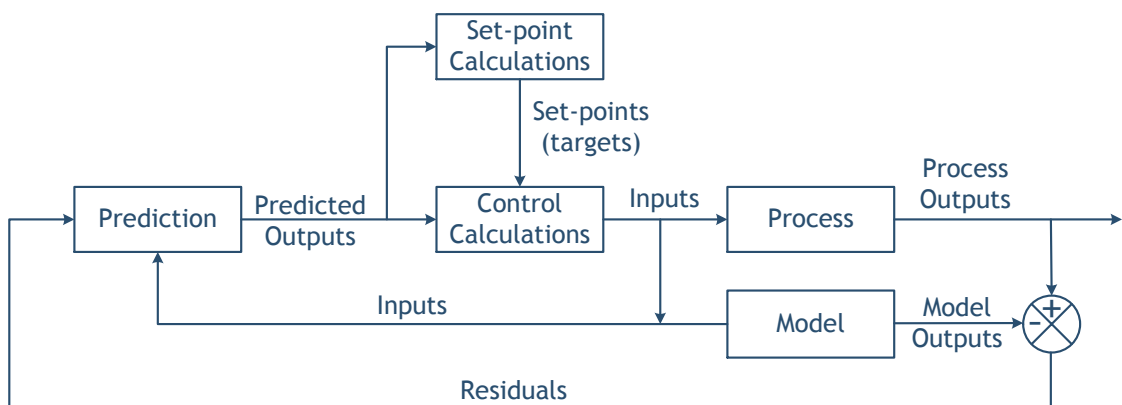 Set-point
Calculations
Set-points
(targets)
Prediction
Predicted
Outputs
Control
Calculations
Inputs
Process
Process
Outputs
Inputs
Model
Model
Outputs
+
-
Residuals